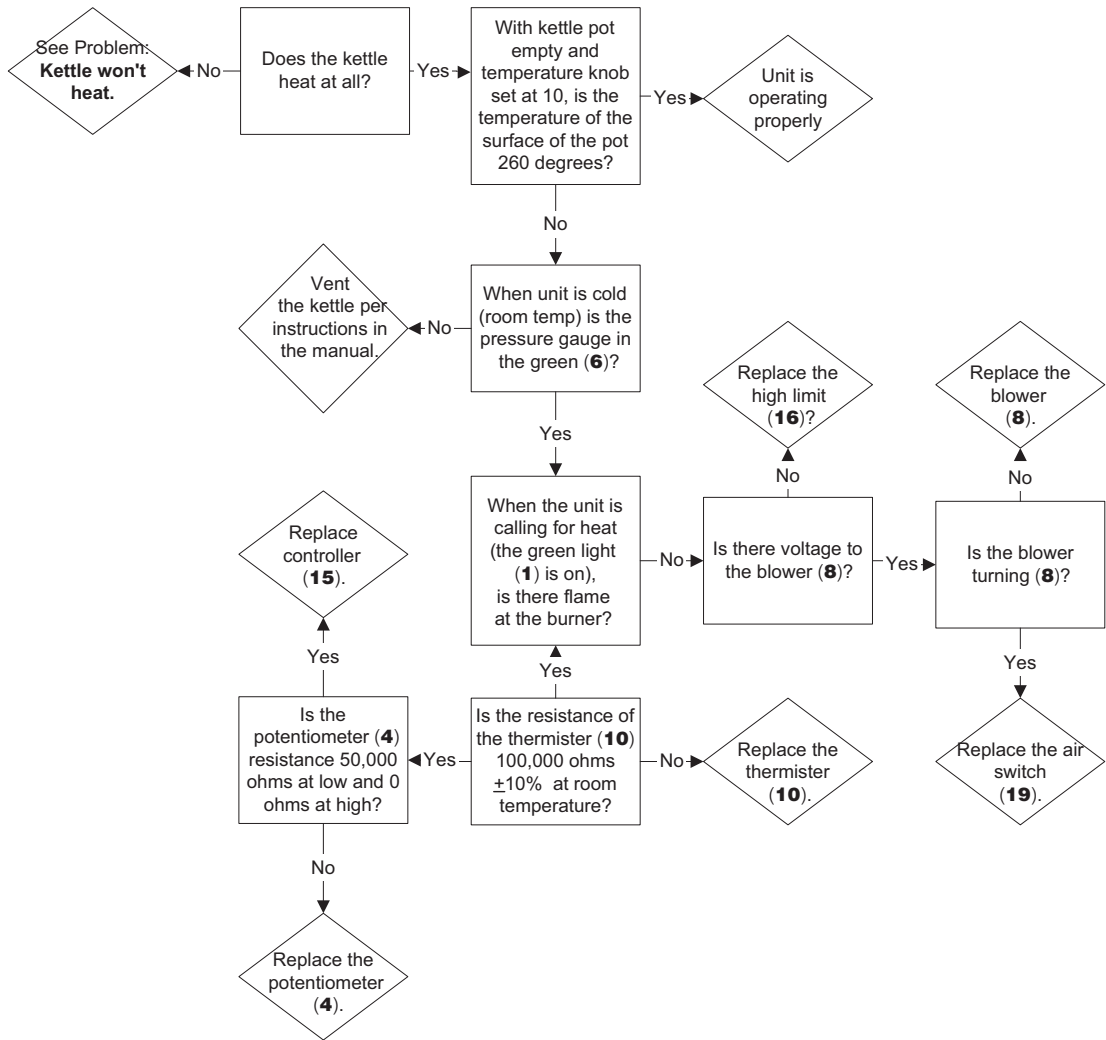 See Problem:
Kettle won't
heat.
No
Does the kettle
heat at all?
Yes
With kettle pot
empty and
temperature knob
set at 10, is the
temperature of the
surface of the pot
260 degrees?
Yes
Unit is
operating
properly
No
Vent
the kettle per
instructions in
the manual.
No
When unit is cold
(room temp) is the
pressure gauge in
the green (6)?
Yes
Replace the
high limit
(16)?
Replace the
blower
(8).
No
No
Replace
controller
(15).
When the unit is
calling for heat
(the green light
(1) is on),
is there flame
at the burner?
No
Is there voltage to
the blower (8)?
Yes
Is the blower
turning (8)?
Yes
Yes
Yes
Is the
potentiometer (4)
resistance 50,000
ohms at low and 0
ohms at high?
Yes
Is the resistance of
the thermister (10)
100,000 ohms
±10% at room
temperature?
No
Replace the
thermister
(10).
Replace the air
switch
(19).
No
Replace the
potentiometer
(4).